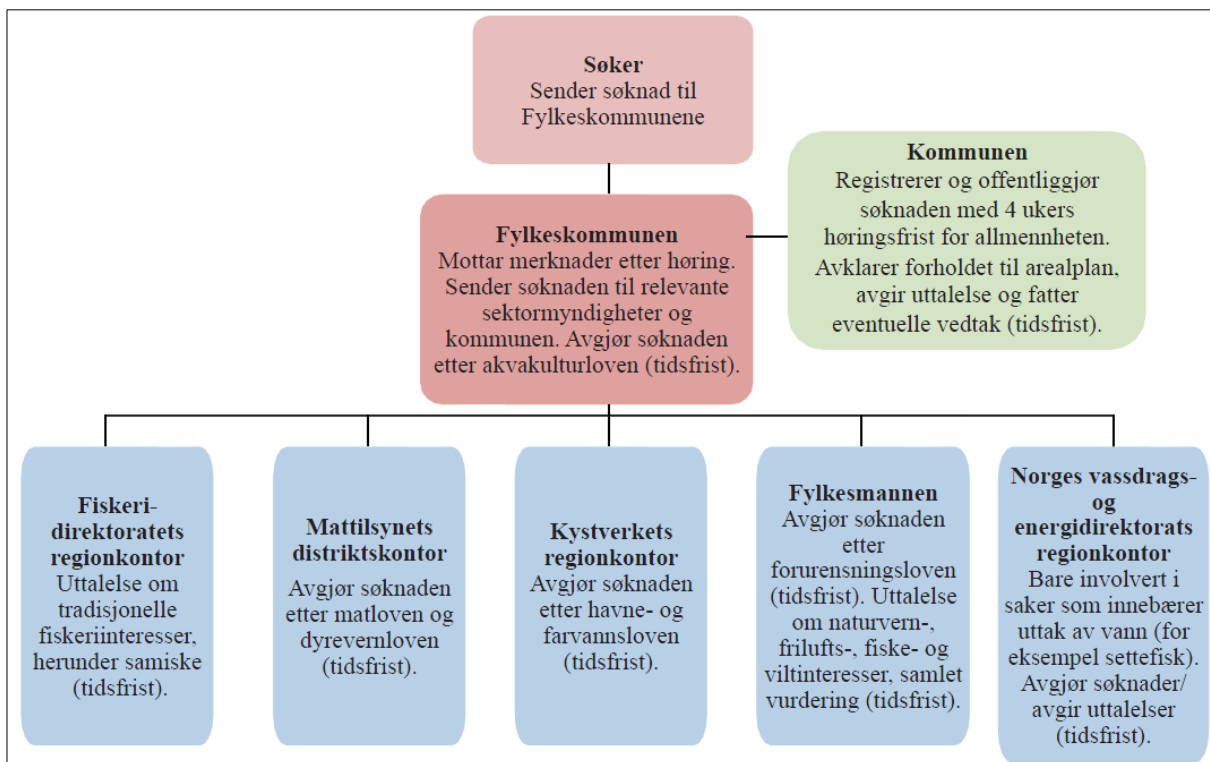 Søker
Sender søknad til
Fylkeskommunene
Kommunen
Registrerer og offentliggjør
søknaden med 4 ukers
høringsfrist for allmennheten.
Avklarer forholdet til arealplan,
avgir uttalelse og fatter
eventuelle vedtak (tidsfrist).
Fylkeskommunen
Mottar merknader etter høring.
Sender søknaden til relevante
sektormyndigheter og
kommunen. Avgjør søknaden
etter akvakulturloven (tidsfrist).
Fiskeri-
direktoratets
regionkontor
Uttalelse om
tradisjonelle
fiskeriinteresser,
herunder samiske
(tidsfrist).
Mattilsynets
distriktskontor
Avgjør søknaden
etter matloven og
dyrevernloven
(tidsfrist).
Kystverkets
regionkontor
Avgjør søknaden
etter havne- og
farvannsloven
(tidsfrist).
Fylkesmannen
Avgjør søknaden
etter
forurensningsloven
(tidsfrist). Uttalelse
om naturvern-,
frilufts-, fiske- og
viltinteresser, samlet
vurdering (tidsfrist).
Norges vassdrags-
og
energidirektorats
regionkontor
Bare involvert i
saker som innebærer
uttak av vann (for
eksempel settefisk).
Avgjør søknader/
avgir uttalelser
(tidsfrist).